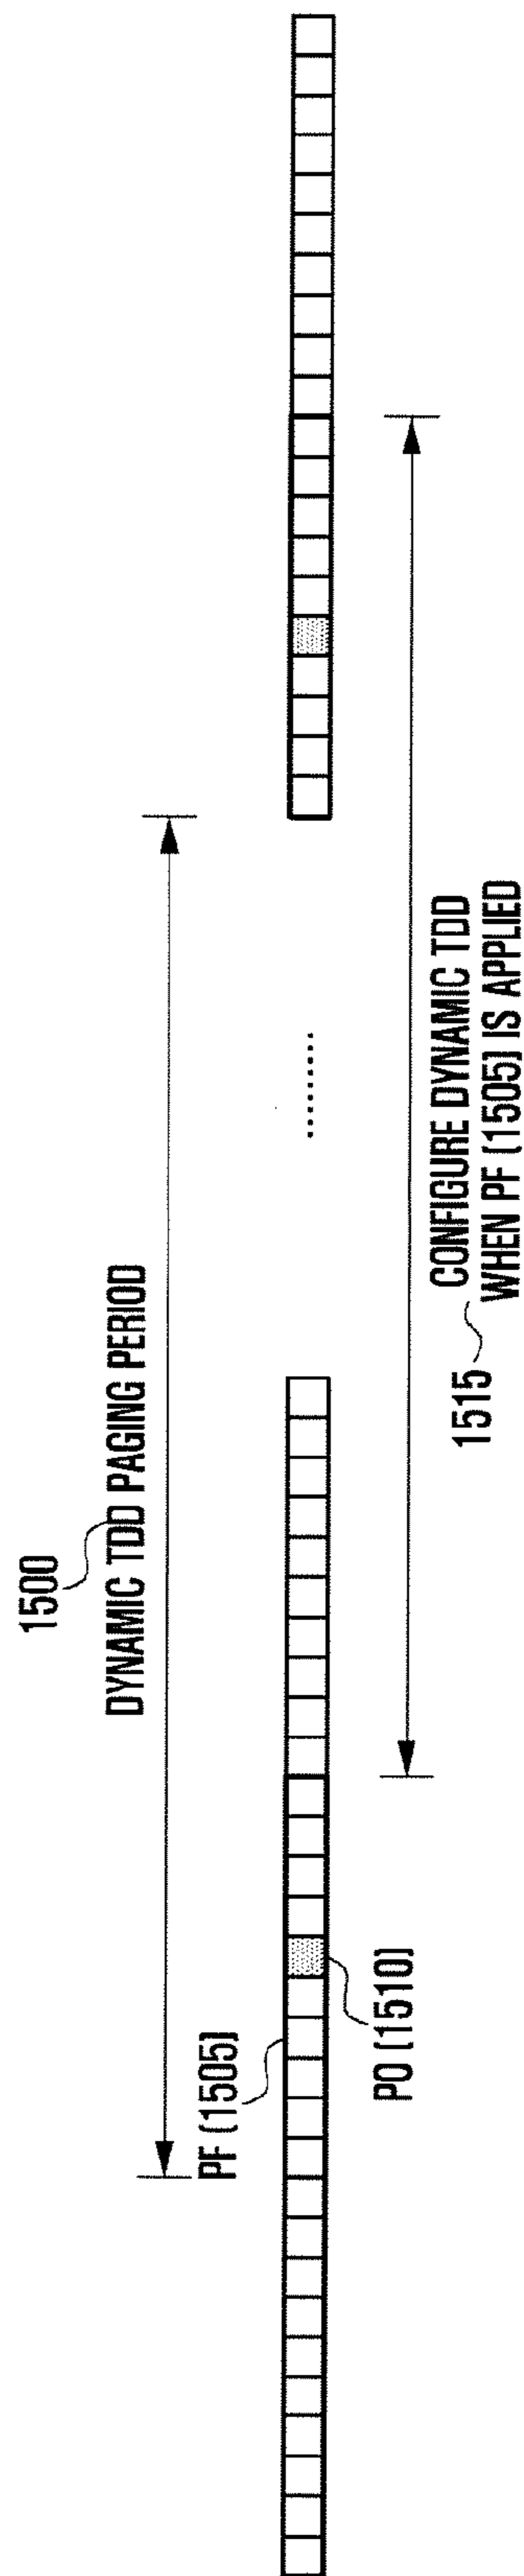 1500
DYNAMIC TDD PAGING PERIOD
PF (1505)
PO (1510)
1515
CONFIGURE DYNAMIC TDD
WHEN PF (1505) IS APPLIED